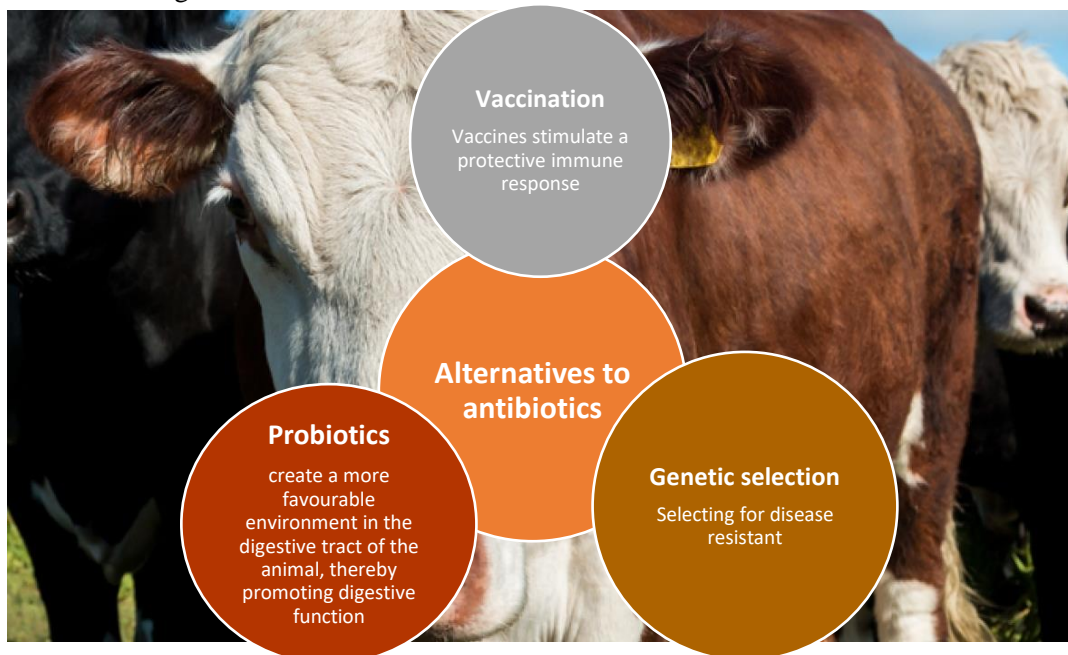 Vaccination
Vaccines stimulate a
protective immune
response
Alternatives to
antibiotics
Probiotics
create a more
favourable
environment in the
digestive tract of the
animal, thereby
promoting digestive
function
Genetic selection
Selecting for disease
resistant